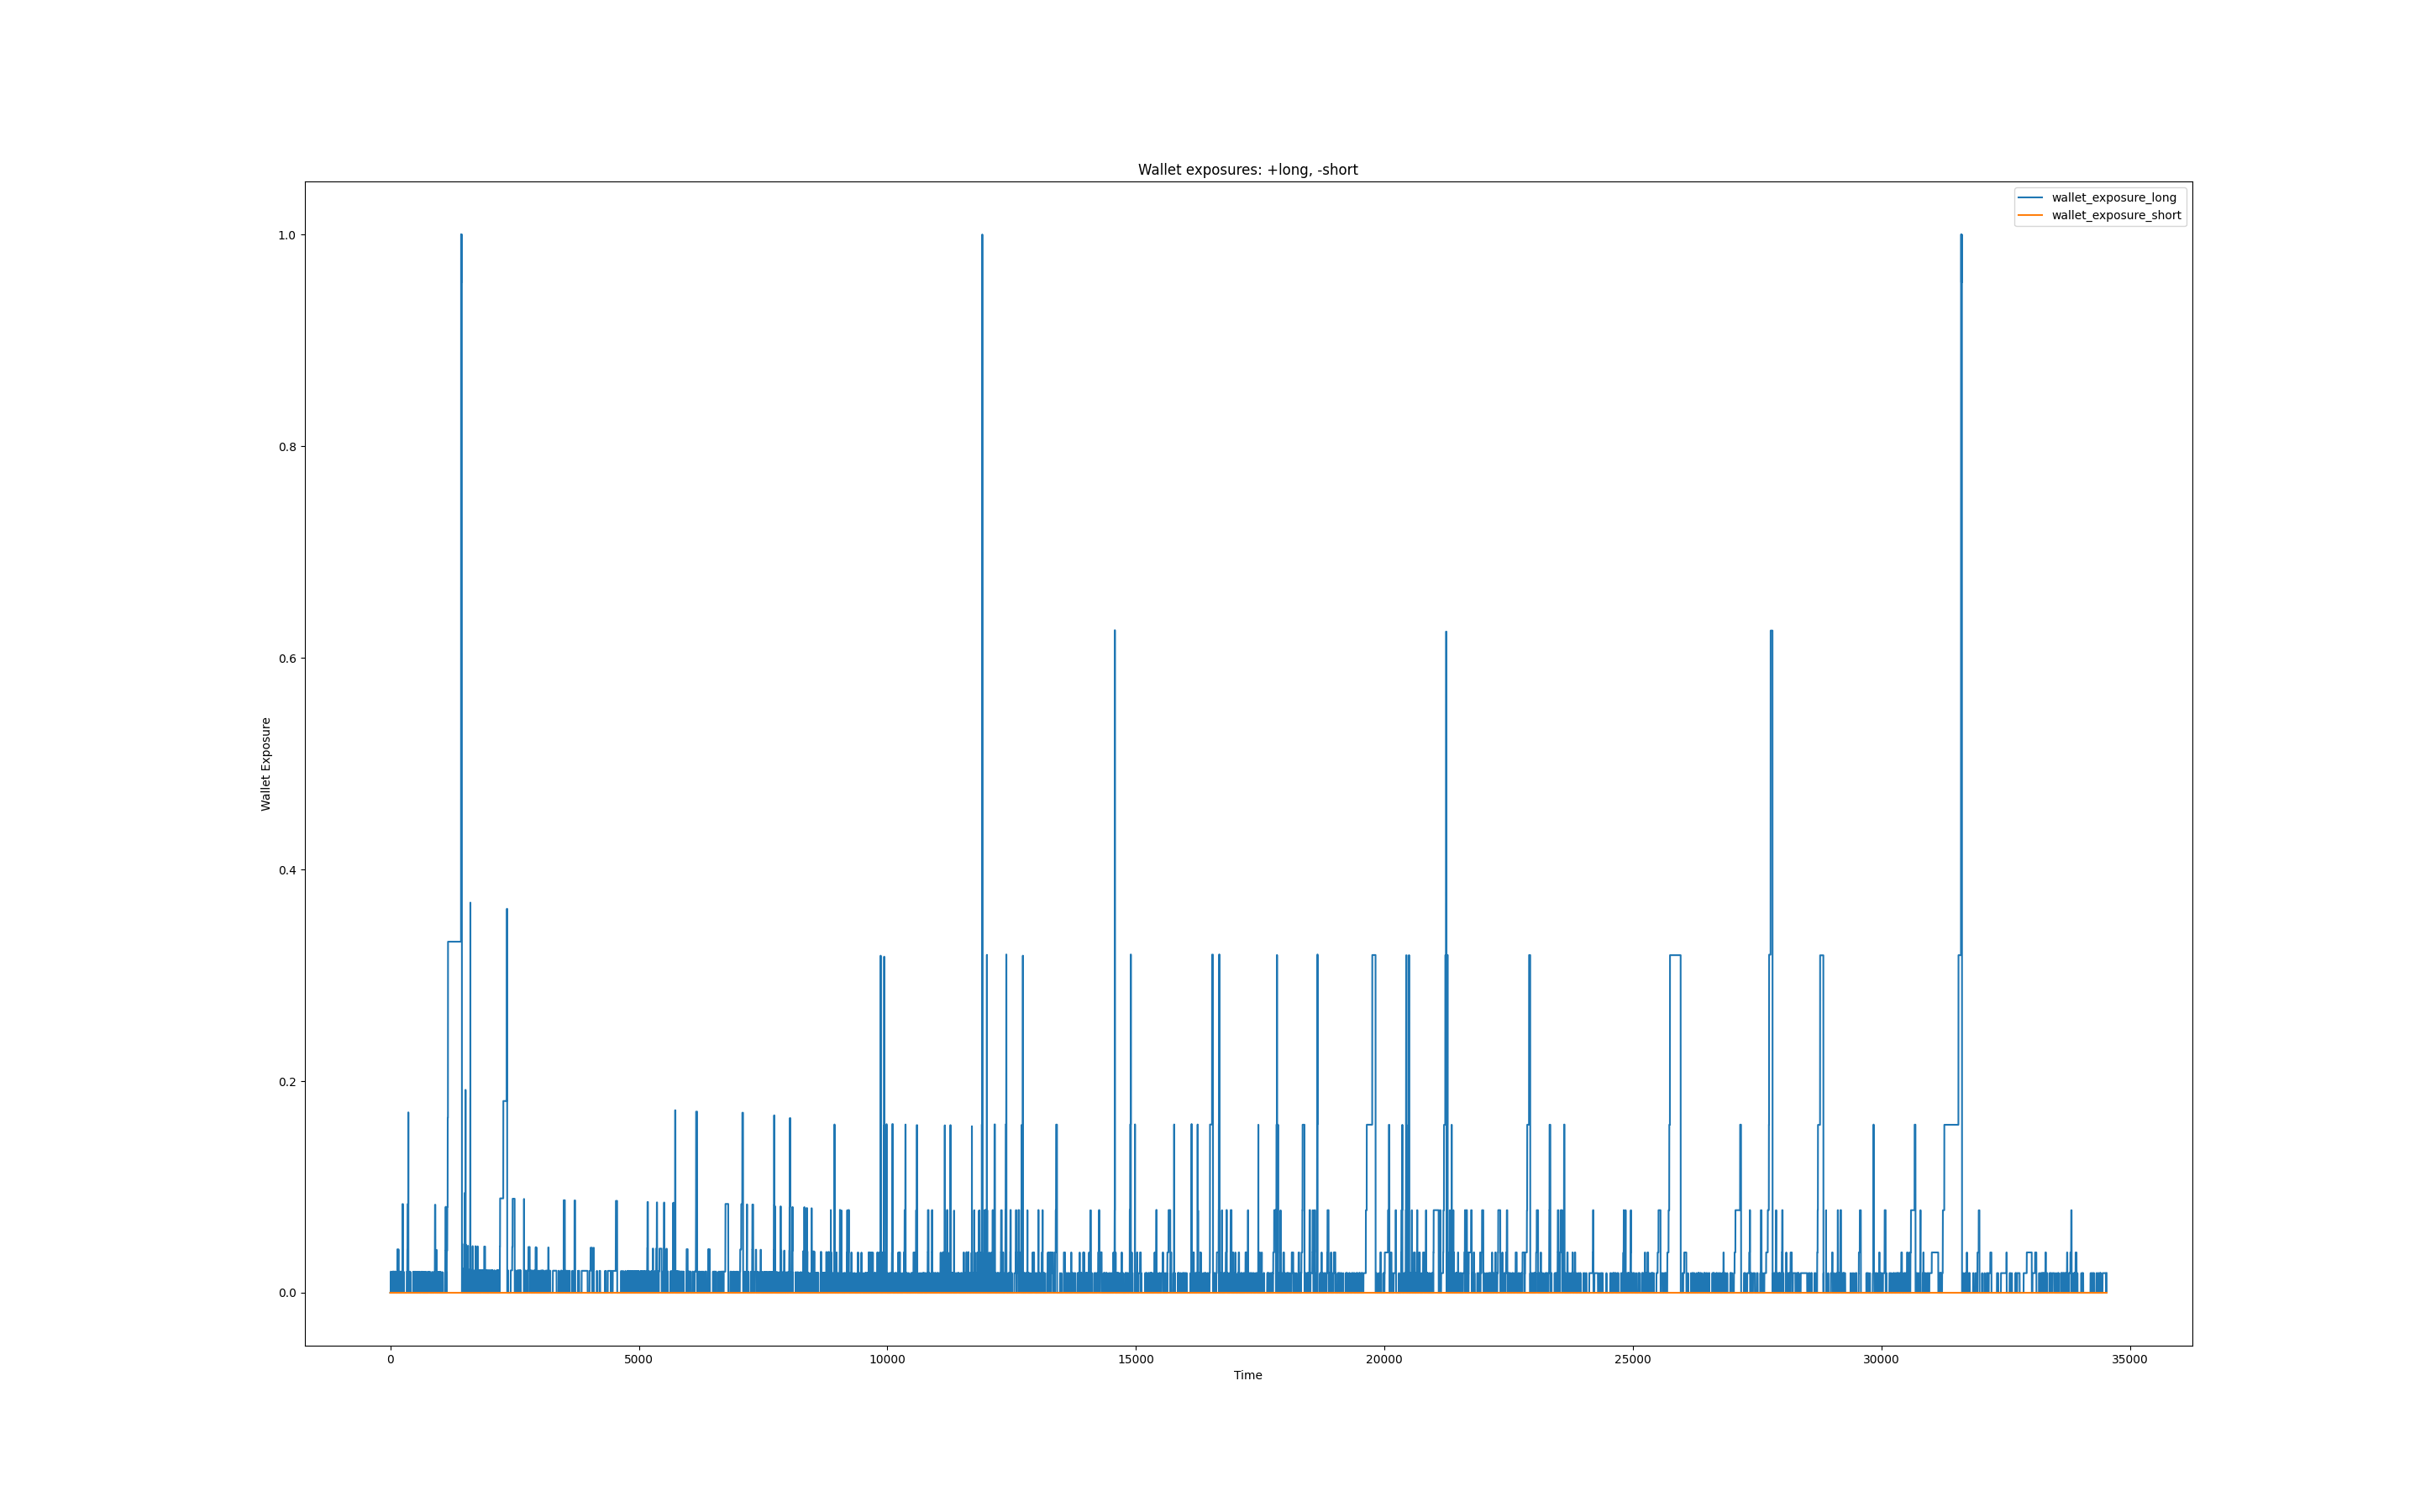 Wallet exposures: +long, -short
wallet_exposure_long
wallet_exposure_short
1.0
0.8
0.6
0.4
0.2
0.0
Wallet Exposure
0 5000 10000 15000 20000 25000 30000 35000
Time